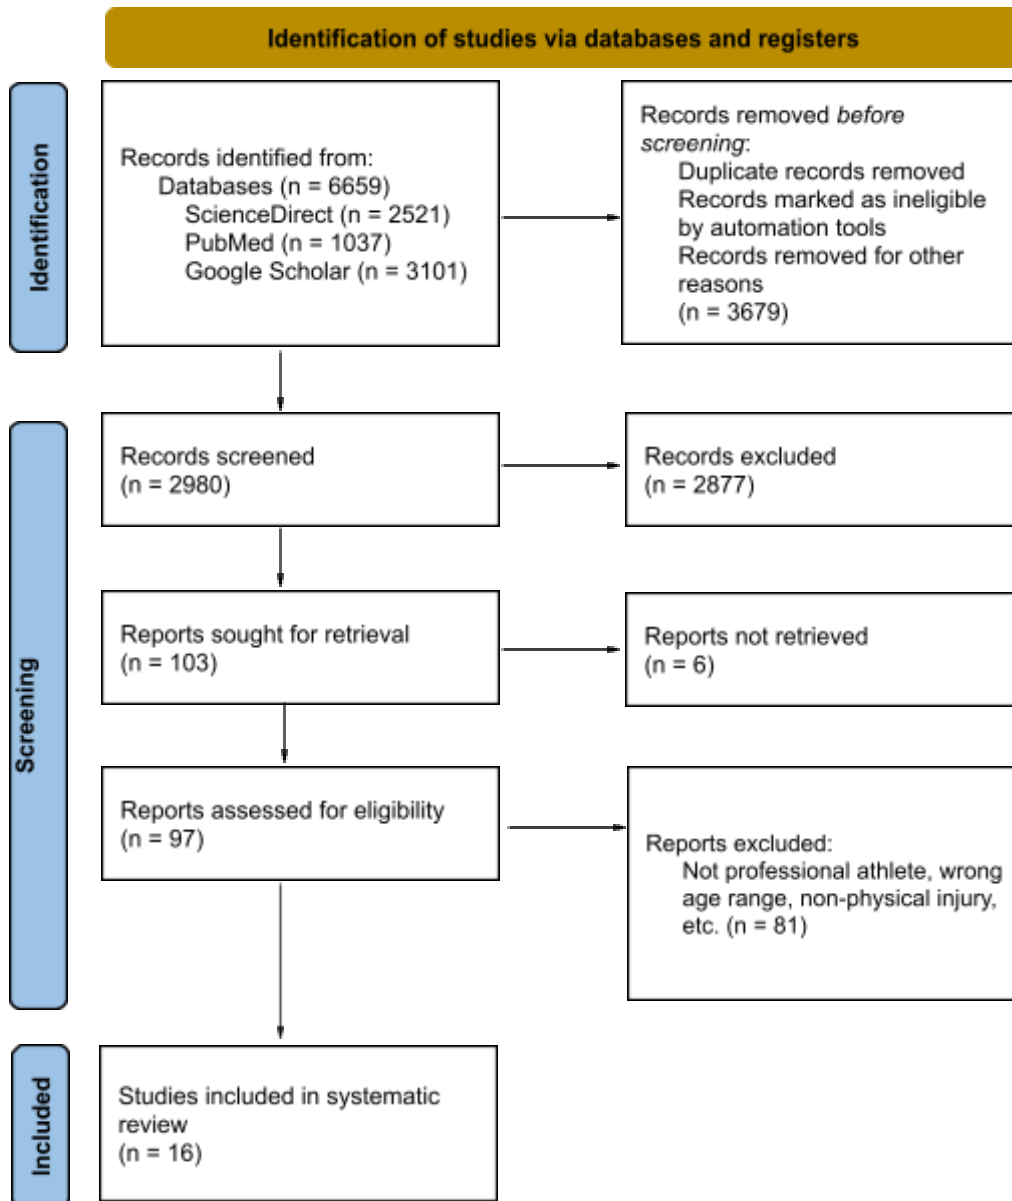 Identification of studies via databases and registers
Identification
Records identified from:
Databases (n = 6659)
ScienceDirect (n = 2521)
PubMed (n = 1037)
Google Scholar (n = 3101)
Records removed before
screening:
Duplicate records removed
Records marked as ineligible
by automation tools
Records removed for other
reasons
(n = 3679)
Screening
Records screened
(n = 2980)
Records excluded
(n = 2877)
Reports sought for retrieval
(n = 103)
Reports not retrieved
(n = 6)
Reports assessed for eligibility
(n = 97)
Reports excluded:
Not professional athlete, wrong
age range, non-physical injury,
etc. (n = 81)
Included
Studies included in systematic
review
(n = 16)